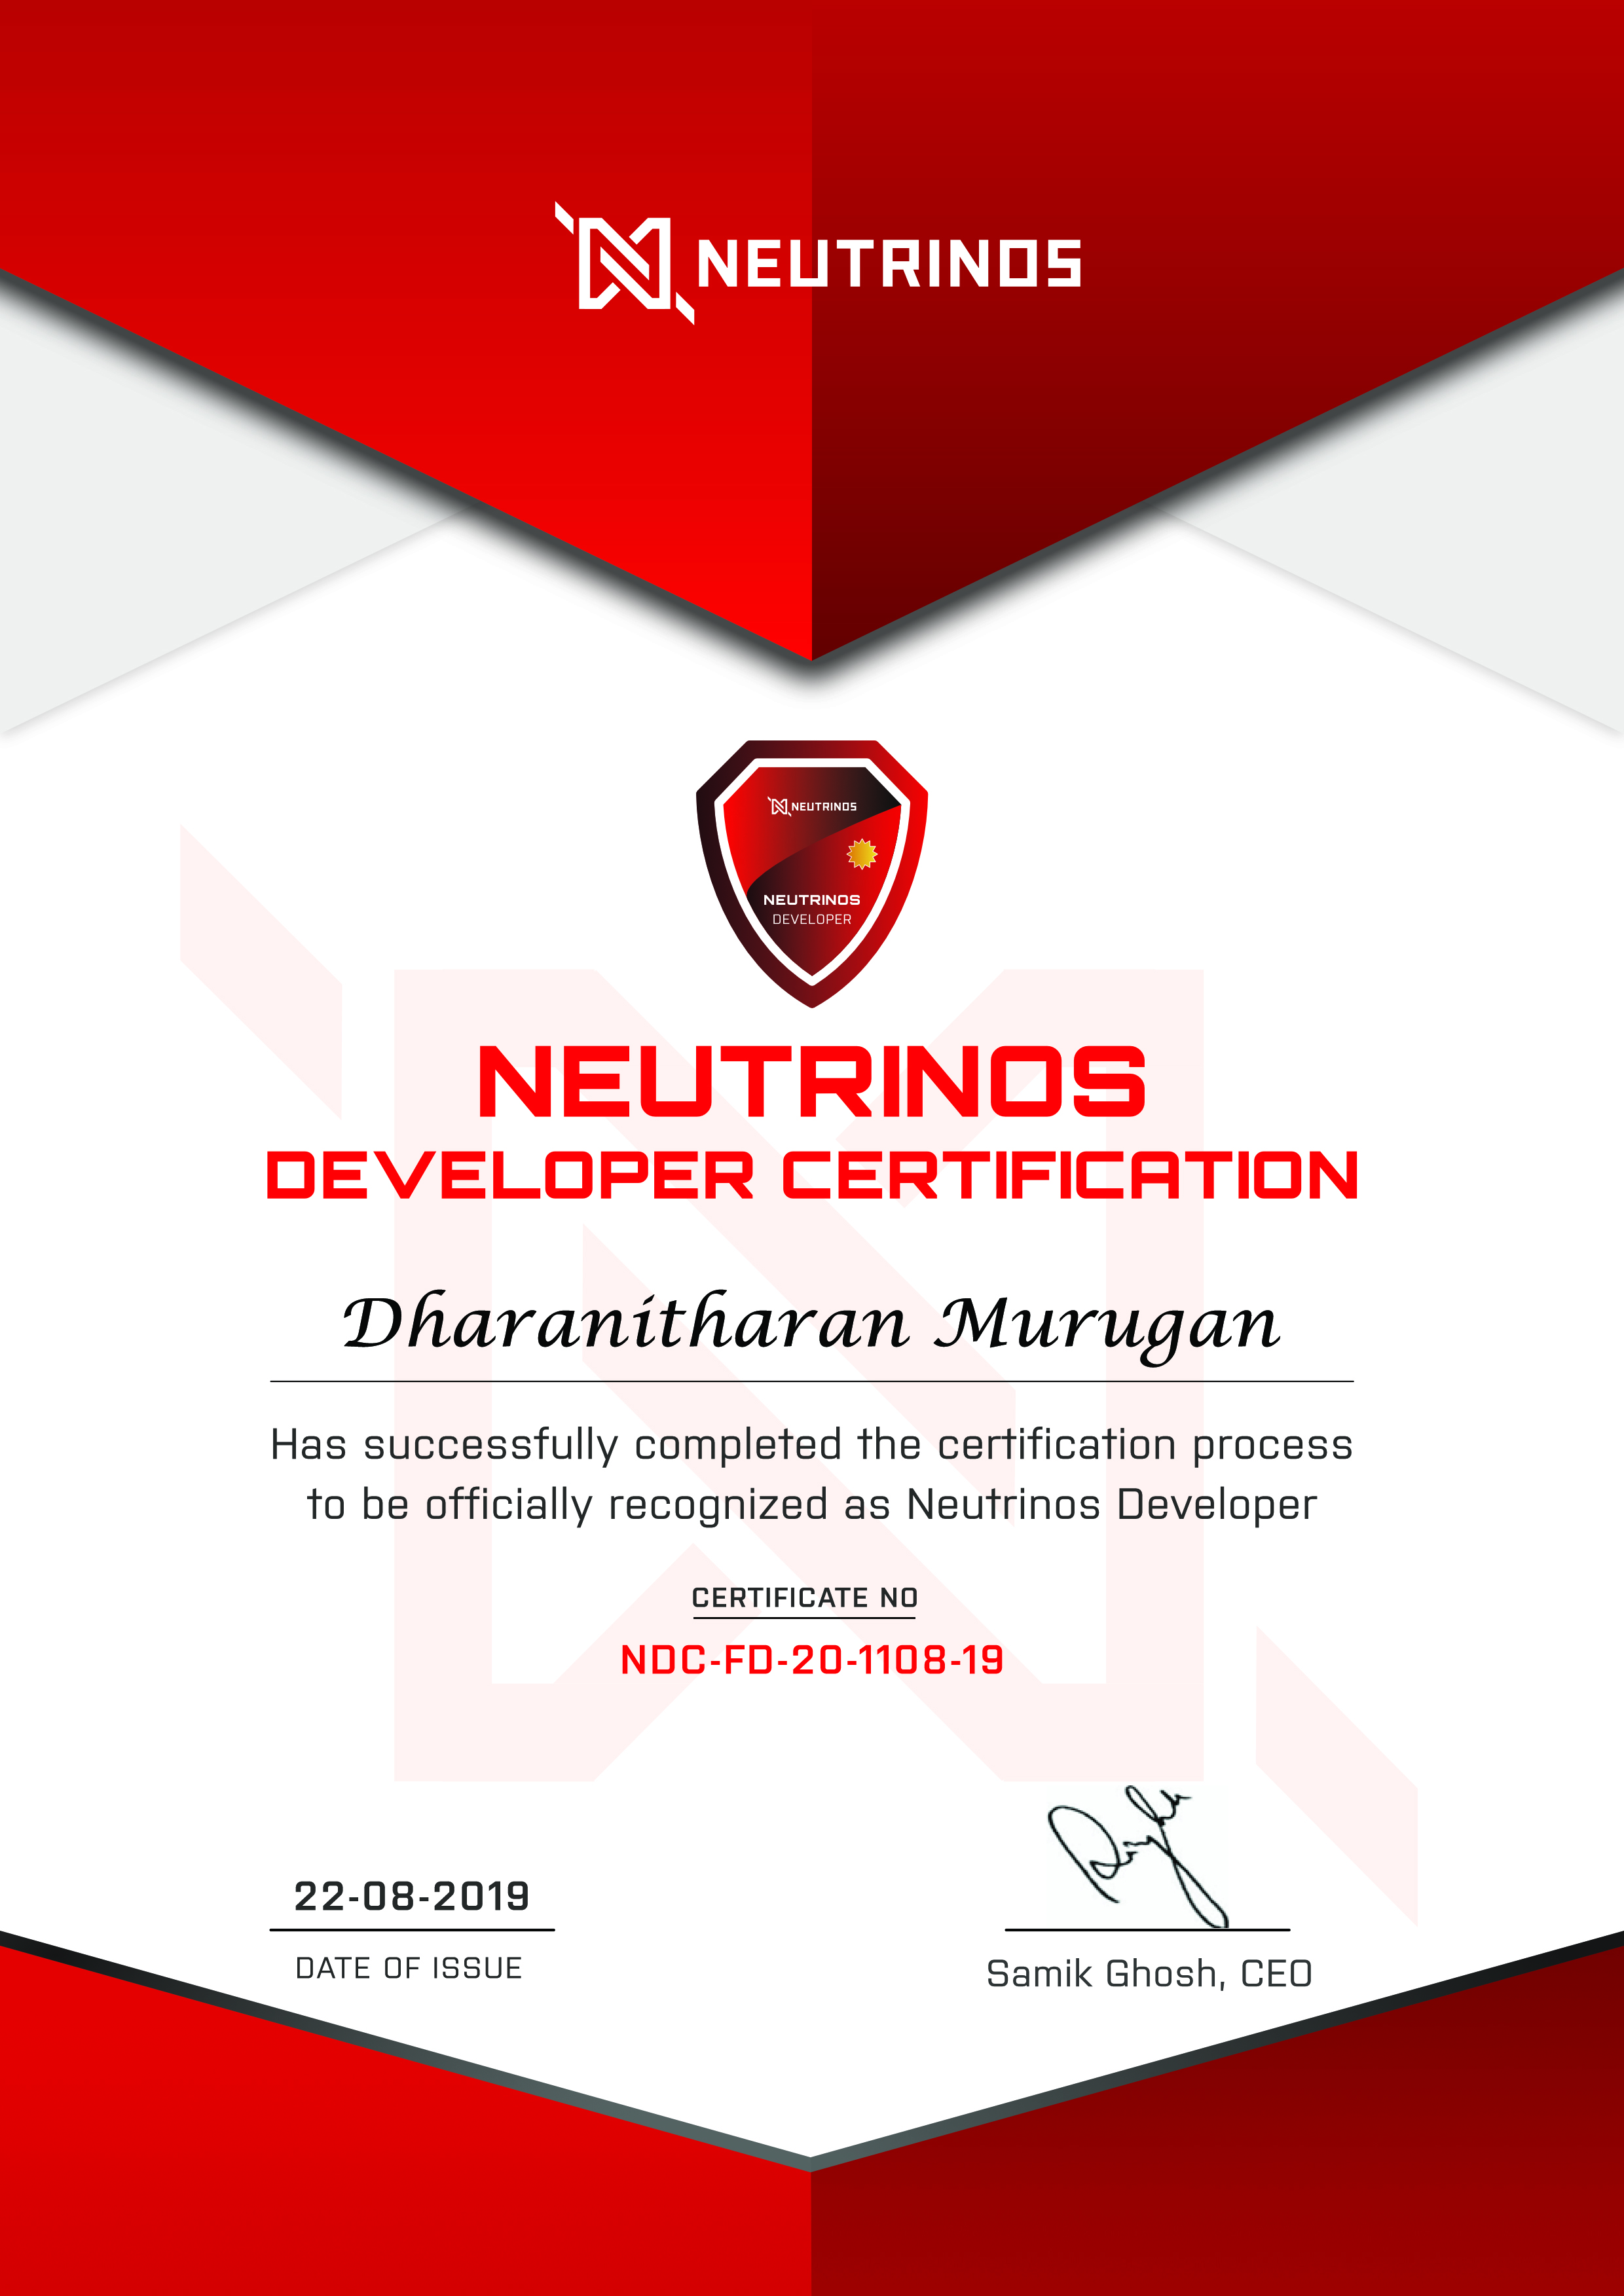 NEUTRINOS
NEUTRINOS
NEUTRINOS
DEVELOPER
NEUTRINOS
DEVELOPER CERTIFICATION
Dharanitharan Murugan
Has successfully completed the certification process
to be officially recognized as Neutrinos Developer
CERTIFICATE NO
NDC-FD-20-1108-19
22-08-2019
DATE OF ISSUE
Samik Ghosh, CEO